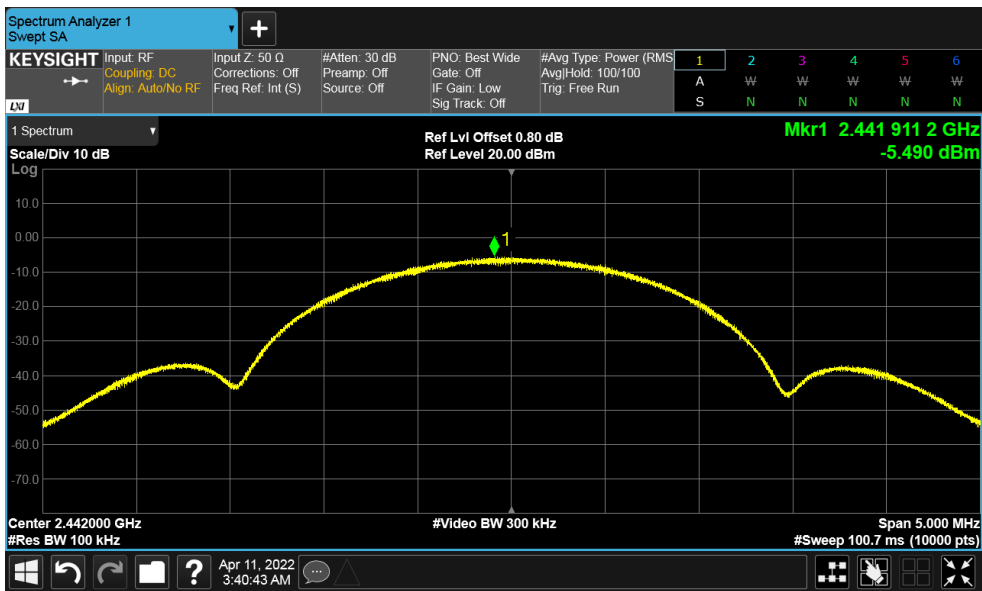 Spectrum Analyzer 1
Swept SA
+
KEYSIGHT
LXI
Input: RF
Coupling: DC
Align: Auto/No RF
Input Z: 50 Ω
Corrections: Off
Freq Ref: Int (S)
#Atten: 30 dB
Preamp: Off
Source: Off
PNO: Best Wide
Gate: Off
IF Gain: Low
Sig Track: Off
#Avg Type: Power (RMS
Avg|Hold: 100/100
Trig: Free Run
1 2 3 4 5 6
A W W W W W
S N N N N N
1 Spectrum
Scale/Div 10 dB
Ref Lvl Offset 0.80 dB
Ref Level 20.00 dBm
Mkr1 2.441 911 2 GHz
-5.490 dBm
Log
10.0
0.00
1
-10.0
-20.0
-30.0
-40.0
-50.0
-60.0
-70.0
Center 2.442000 GHz
#Res BW 100 kHz
#Video BW 300 kHz
Span 5.000 MHz
#Sweep 100.7 ms (10000 pts)
?
Apr 11, 2022
3:40:43 AM